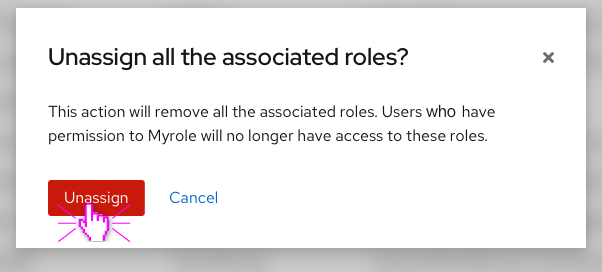 Unassign all the associated roles?
This action will remove all the associated roles. Users who have
permission to Myrole will no longer have access to these roles.
Unassign Cancel